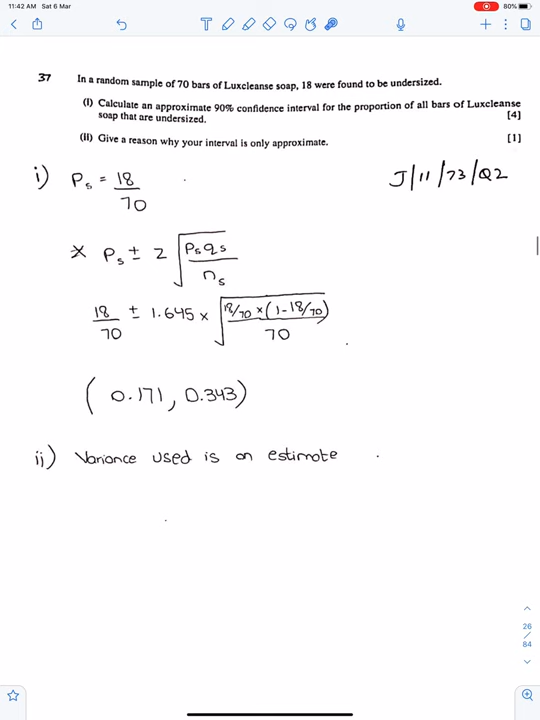 11:42 AM Sat 6 Mar
80%
37 In a random sample of 70 bars of Luxcleanse soap, 18 were found to be undersized.
(i) Calculate an approximate 90% confidence interval for the proportion of all bars of Luxcleanse
soap that are undersized. [4]
(ii) Give a reason why your interval is only approximate. [1]
J/11/73/Q2
i) Ps = 18/70
* Ps ± z √(Ps qs / ns)
18/70 ± 1.645 × √(18/70 × (1 - 18/70) / 70)
(0.171, 0.343)
ii) Variance used is an estimate
26
/
84